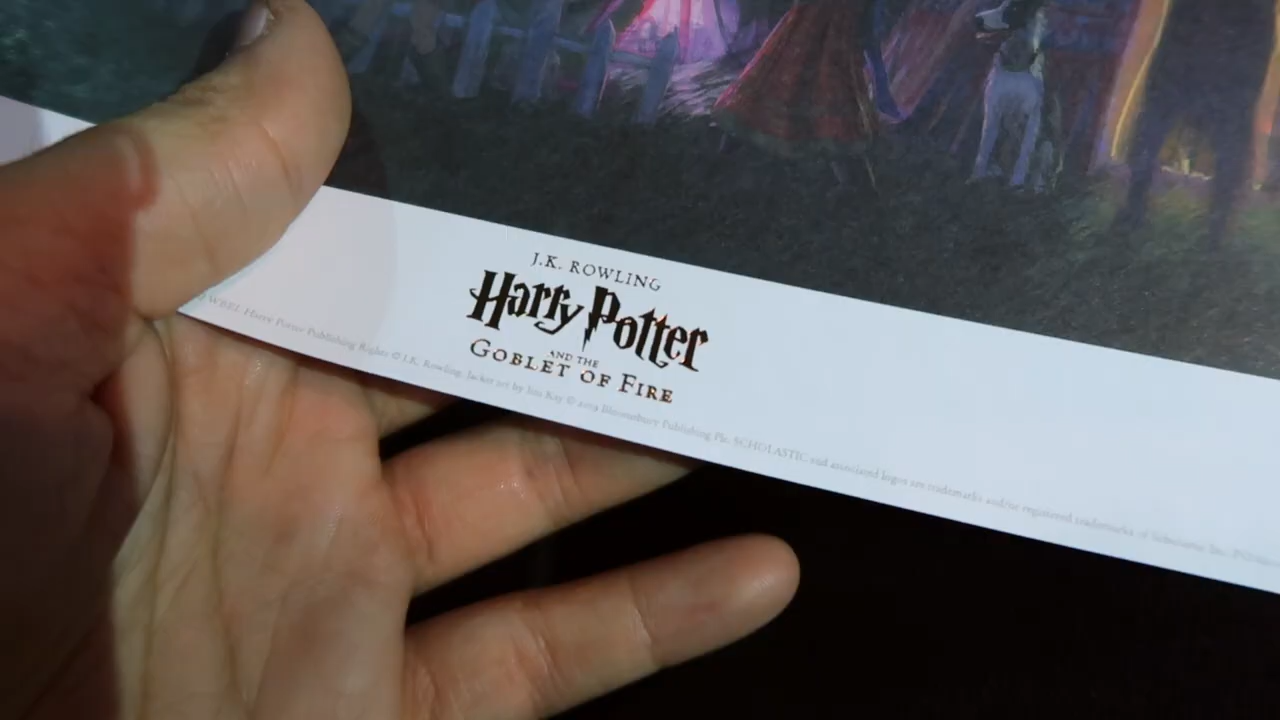 J.K. ROWLING
Harry Potter
AND THE
GOBLET OF FIRE
WBEI. Harry Potter Publishing Rights © J.K. Rowling. Jacket art by Jim Kay © 2019 Bloomsbury Publishing Plc. SCHOLASTIC and associated logos are trademarks and/or registered trademarks of Scholastic Inc.